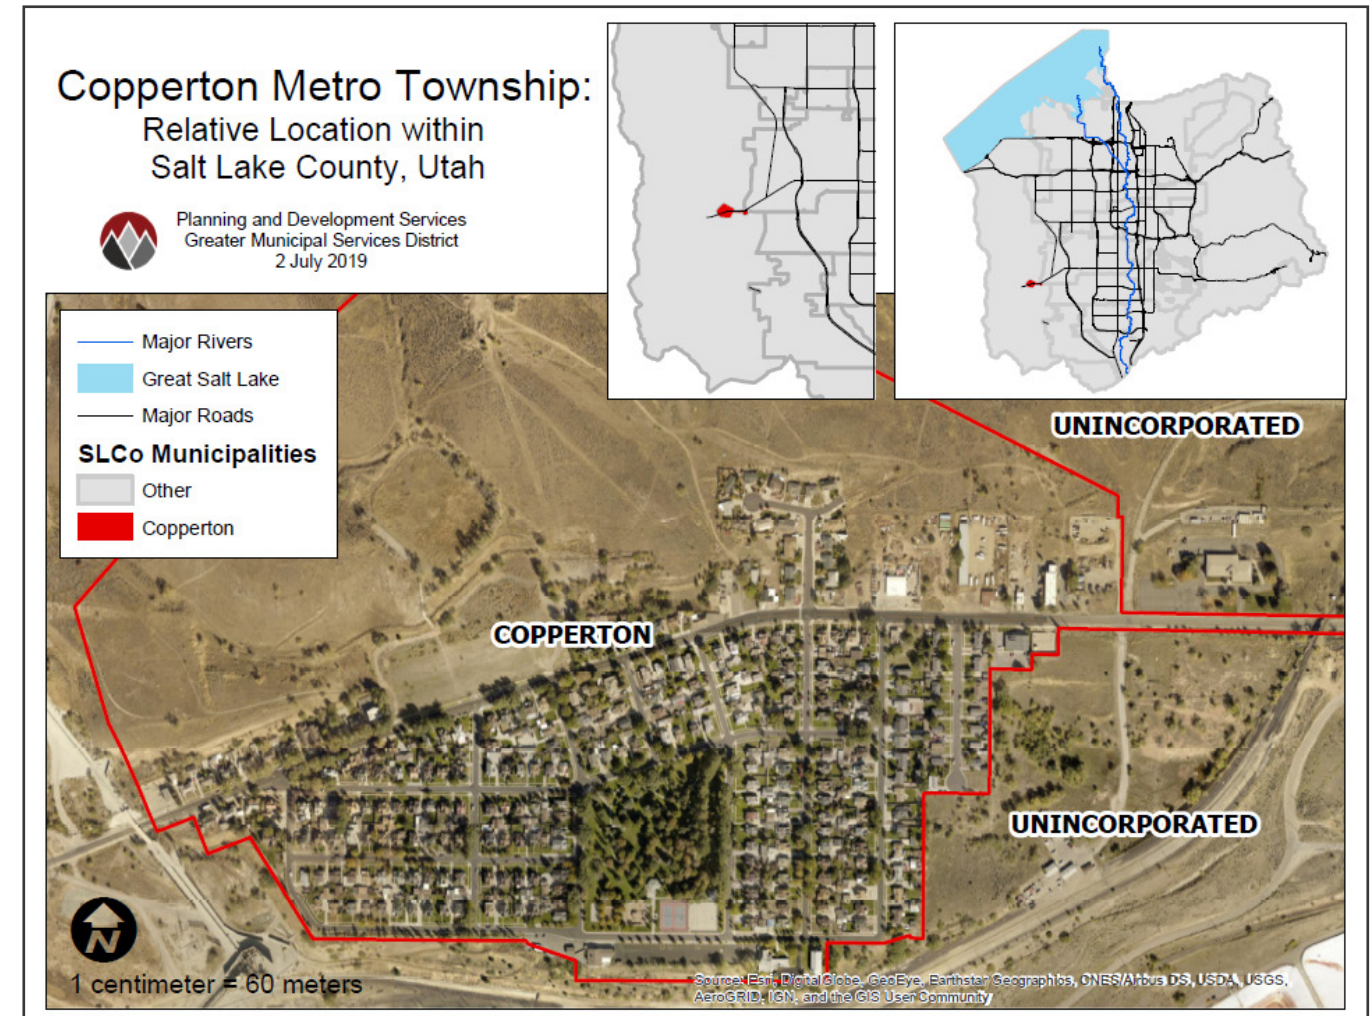 Copperton Metro Township:
Relative Location within
Salt Lake County, Utah
Planning and Development Services
Greater Municipal Services District
2 July 2019
Major Rivers
Great Salt Lake
Major Roads
SLCo Municipalities
Other
Copperton
UNINCORPORATED
COPPERTON
UNINCORPORATED
N
1 centimeter = 60 meters
Source: Esri, DigitalGlobe, GeoEye, Earthstar Geographics, CNES/Airbus DS, USDA, USGS,
AeroGRID, IGN, and the GIS User Community